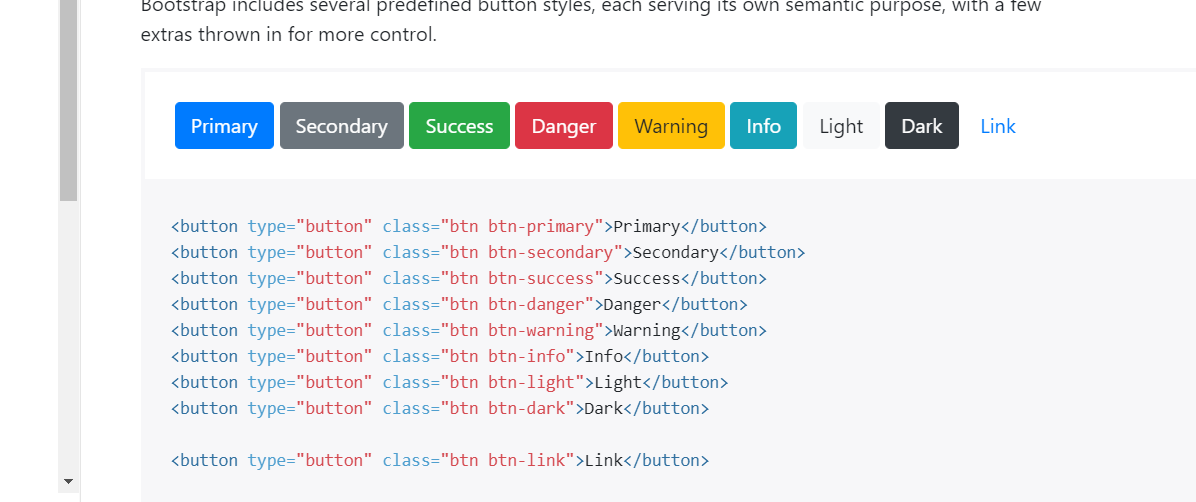 Bootstrap includes several predefined button styles, each serving its own semantic purpose, with a few
extras thrown in for more control.
Primary Secondary Success Danger Warning Info Light Dark Link
<button type="button" class="btn btn-primary">Primary</button>
<button type="button" class="btn btn-secondary">Secondary</button>
<button type="button" class="btn btn-success">Success</button>
<button type="button" class="btn btn-danger">Danger</button>
<button type="button" class="btn btn-warning">Warning</button>
<button type="button" class="btn btn-info">Info</button>
<button type="button" class="btn btn-light">Light</button>
<button type="button" class="btn btn-dark">Dark</button>
<button type="button" class="btn btn-link">Link</button>